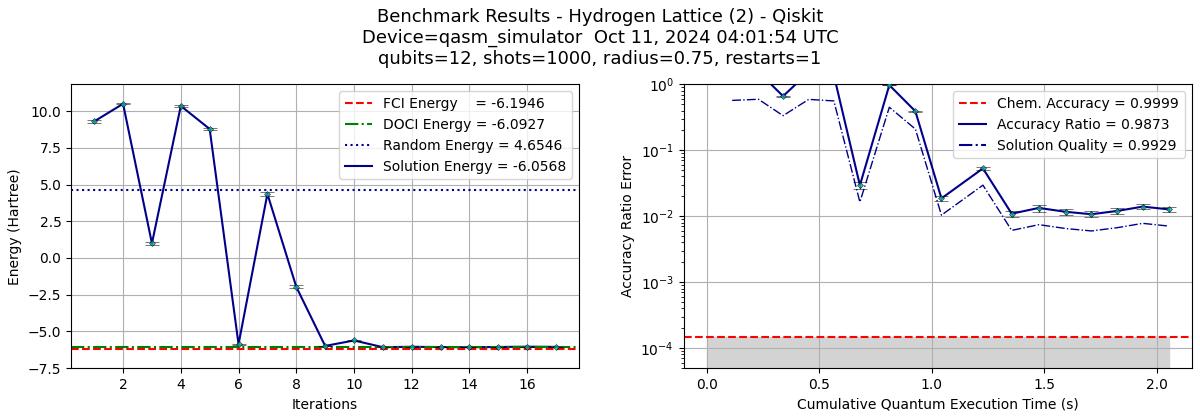 Benchmark Results - Hydrogen Lattice (2) - Qiskit
Device=qasm_simulator  Oct 11, 2024 04:01:54 UTC
qubits=12, shots=1000, radius=0.75, restarts=1
Energy (Hartree)
10.0
7.5
5.0
2.5
0.0
−2.5
−5.0
−7.5
FCI Energy    = -6.1946
DOCI Energy = -6.0927
Random Energy = 4.6546
Solution Energy = -6.0568
2 4 6 8 10 12 14 16
Iterations
Accuracy Ratio Error
10⁰
10⁻¹
10⁻²
10⁻³
10⁻⁴
Chem. Accuracy = 0.9999
Accuracy Ratio = 0.9873
Solution Quality = 0.9929
0.0 0.5 1.0 1.5 2.0
Cumulative Quantum Execution Time (s)